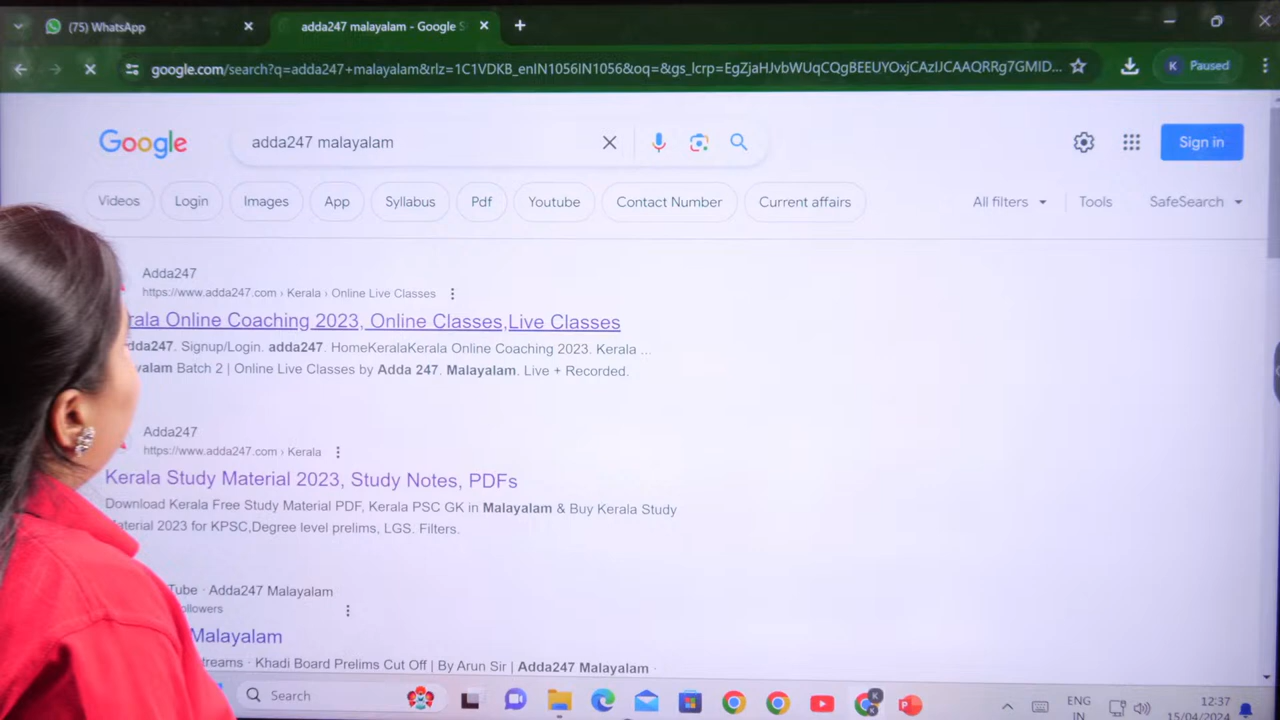 (75) WhatsApp
adda247 malayalam - Google S
google.com/search?q=adda247+malayalam&rlz=1C1VDKB_enIN1056IN1056&oq=&gs_lcrp=EgZjaHJvbWUqCQgBEEUYOxjCAzIJCAAQRRg7GMID...
K Paused
Google
adda247 malayalam
Sign in
Videos
Login
Images
App
Syllabus
Pdf
Youtube
Contact Number
Current affairs
All filters
Tools
SafeSearch
Adda247
https://www.adda247.com › Kerala › Online Live Classes
rala Online Coaching 2023, Online Classes,Live Classes
dda247. Signup/Login. adda247. HomeKeralaKerala Online Coaching 2023. Kerala ...
yalam Batch 2 | Online Live Classes by Adda 247. Malayalam. Live + Recorded.
Adda247
https://www.adda247.com › Kerala
Kerala Study Material 2023, Study Notes, PDFs
Download Kerala Free Study Material PDF, Kerala PSC GK in Malayalam & Buy Kerala Study
aterial 2023 for KPSC,Degree level prelims, LGS. Filters.
Tube · Adda247 Malayalam
ollowers
Malayalam
treams · Khadi Board Prelims Cut Off | By Arun Sir | Adda247 Malayalam ·
Search
ENG
IN
12:37
15/04/2024